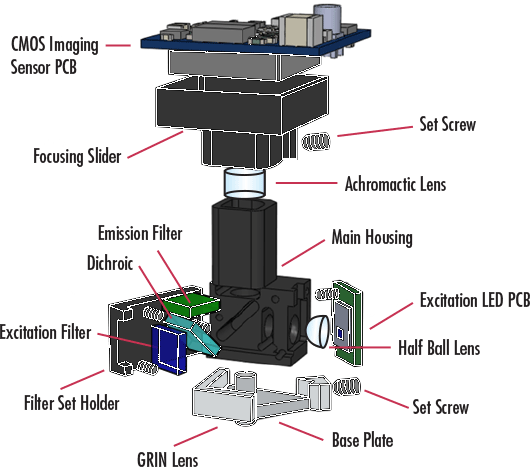 CMOS Imaging
Sensor PCB
Set Screw
Focusing Slider
Achromactic Lens
Emission Filter
Main Housing
Dichroic
Excitation LED PCB
Excitation Filter
Half Ball Lens
Filter Set Holder
Set Screw
Base Plate
GRIN Lens